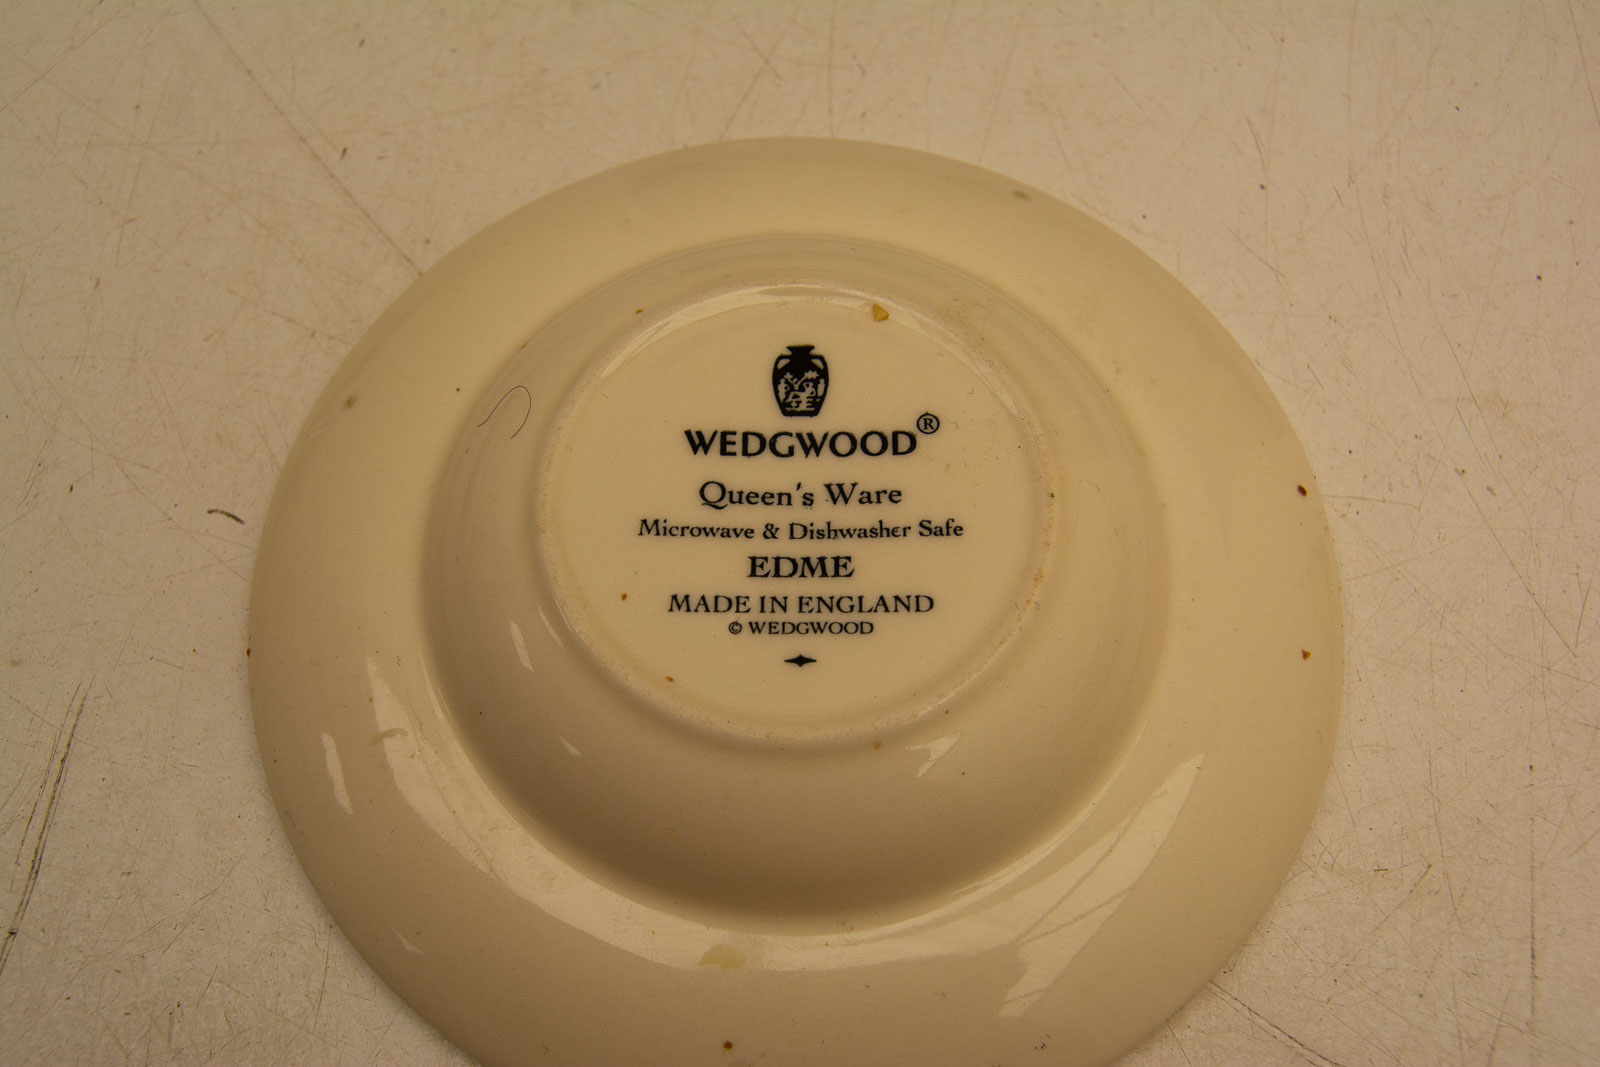 WEDGWOOD®
Queen's Ware
Microwave & Dishwasher Safe
EDME
MADE IN ENGLAND
© WEDGWOOD